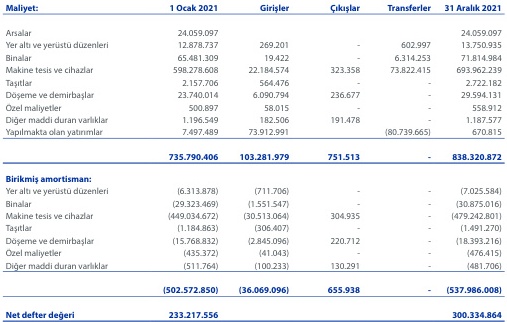 Maliyet: 1 Ocak 2021 Girişler Çıkışlar Transferler 31 Aralık 2021
Arsalar 24.059.097 24.059.097
Yer altı ve yerüstü düzenleri 12.878.737 269.201 - 602.997 13.750.935
Binalar 65.481.309 19.422 - 6.314.253 71.814.984
Makine tesis ve cihazlar 598.278.608 22.184.574 323.358 73.822.415 693.962.239
Taşıtlar 2.157.706 564.476 - - 2.722.182
Döşeme ve demirbaşlar 23.740.014 6.090.794 236.677 - 29.594.131
Özel maliyetler 500.897 58.015 - - 558.912
Diğer maddi duran varlıklar 1.196.549 182.506 191.478 - 1.187.577
Yapılmakta olan yatırımlar 7.497.489 73.912.991 (80.739.665) 670.815
735.790.406 103.281.979 751.513 - 838.320.872
Birikmiş amortisman:
Yer altı ve yerüstü düzenleri (6.313.878) (711.706) - - (7.025.584)
Binalar (29.323.469) (1.551.547) - - (30.875.016)
Makine tesis ve cihazlar (449.034.672) (30.513.064) 304.935 - (479.242.801)
Taşıtlar (1.184.863) (306.407) - - (1.491.270)
Döşeme ve demirbaşlar (15.768.832) (2.845.096) 220.712 - (18.393.216)
Özel maliyetler (435.372) (41.043) - - (476.415)
Diğer maddi duran varlıklar (511.764) (100.233) 130.291 - (481.706)
(502.572.850) (36.069.096) 655.938 - (537.986.008)
Net defter değeri 233.217.556 300.334.864